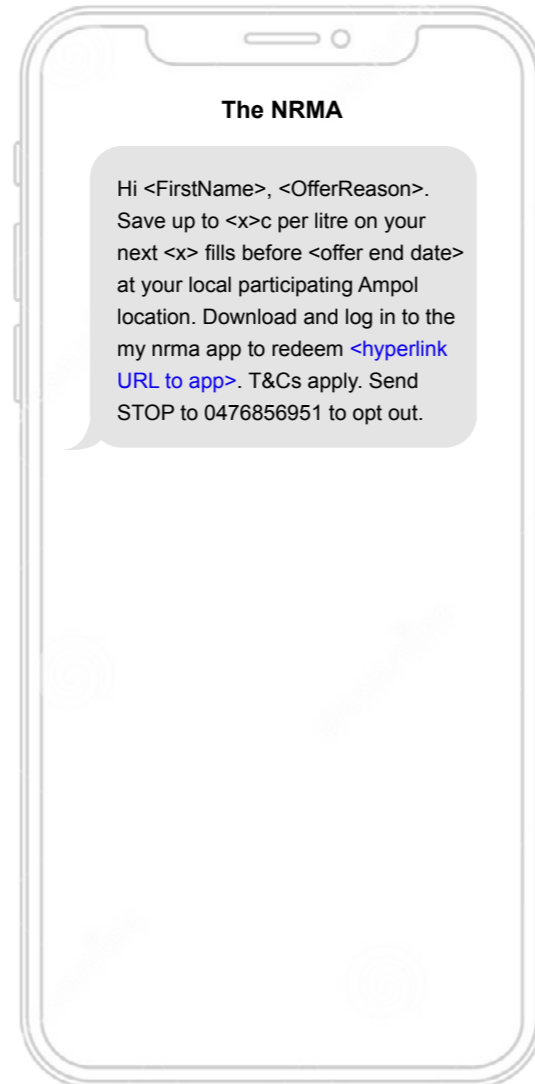 The NRMA
Hi <FirstName>, <OfferReason>.
Save up to <x>c per litre on your
next <x> fills before <offer end date>
at your local participating Ampol
location. Download and log in to the
my nrma app to redeem <hyperlink
URL to app>. T&Cs apply. Send
STOP to 0476856951 to opt out.